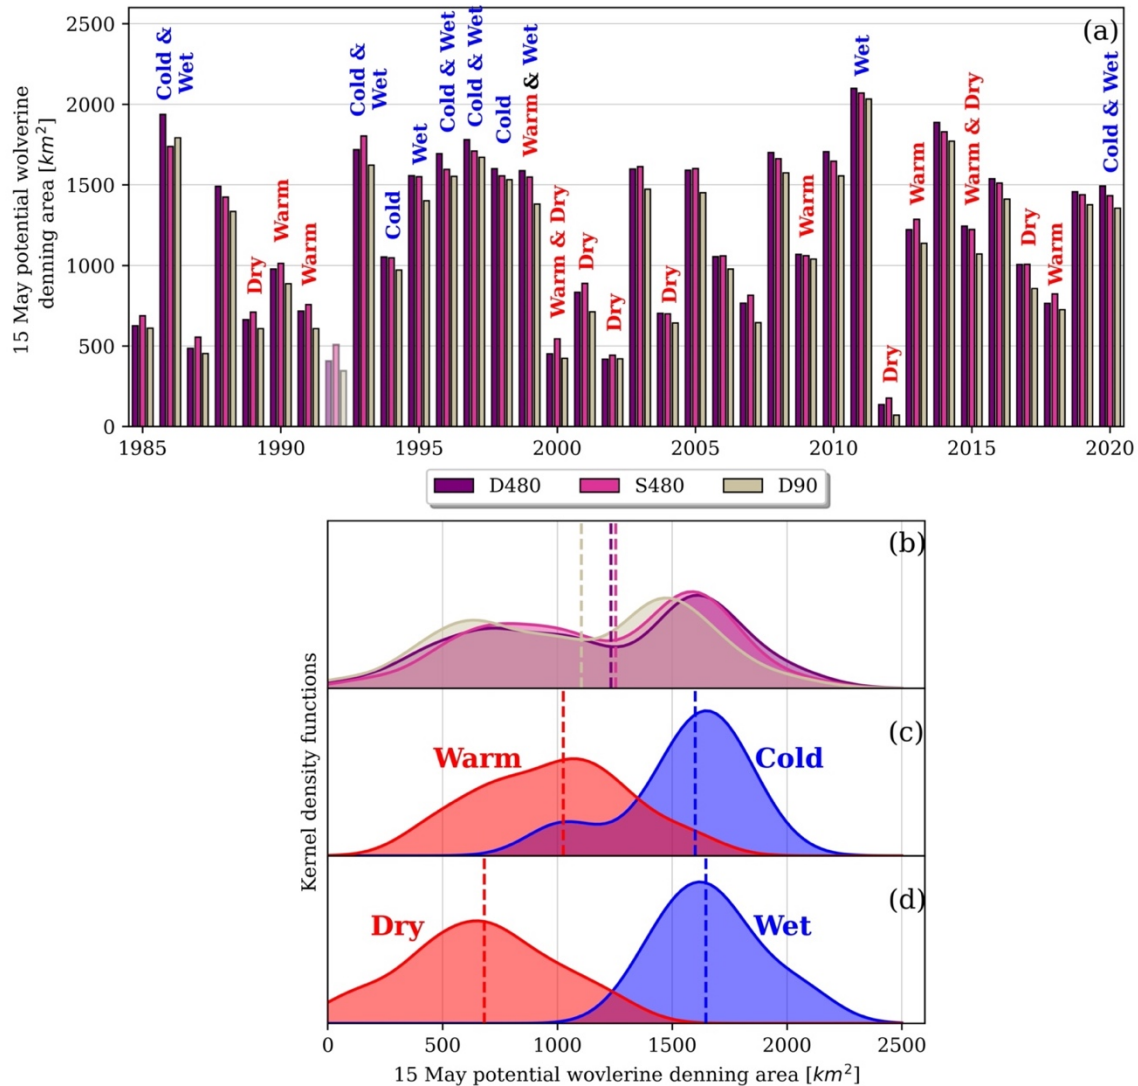 (a)
15 May potential wolverine
denning area [km²]
2500
2000
1500
1000
500
0
Cold &
Wet
Dry
Warm
Warm
Cold &
Wet
Cold
Wet
Cold & Wet
Cold & Wet
Cold
Warm & Wet
Warm & Dry
Dry
Dry
Dry
Warm
Wet
Dry
Warm
Warm & Dry
Dry
Warm
Cold & Wet
1985 1990 1995 2000 2005 2010 2015 2020
D480 S480 D90
Kernel density functions
(b)
(c)
Warm Cold
(d)
Dry Wet
0 500 1000 1500 2000 2500
15 May potential wovlerine denning area [km²]